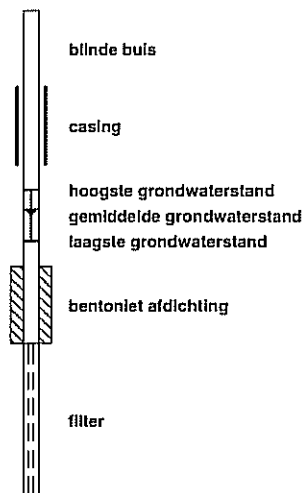 blinde buis
casing
hoogste grondwaterstand
gemiddelde grondwaterstand
laagste grondwaterstand
bentoniet afdichting
filter